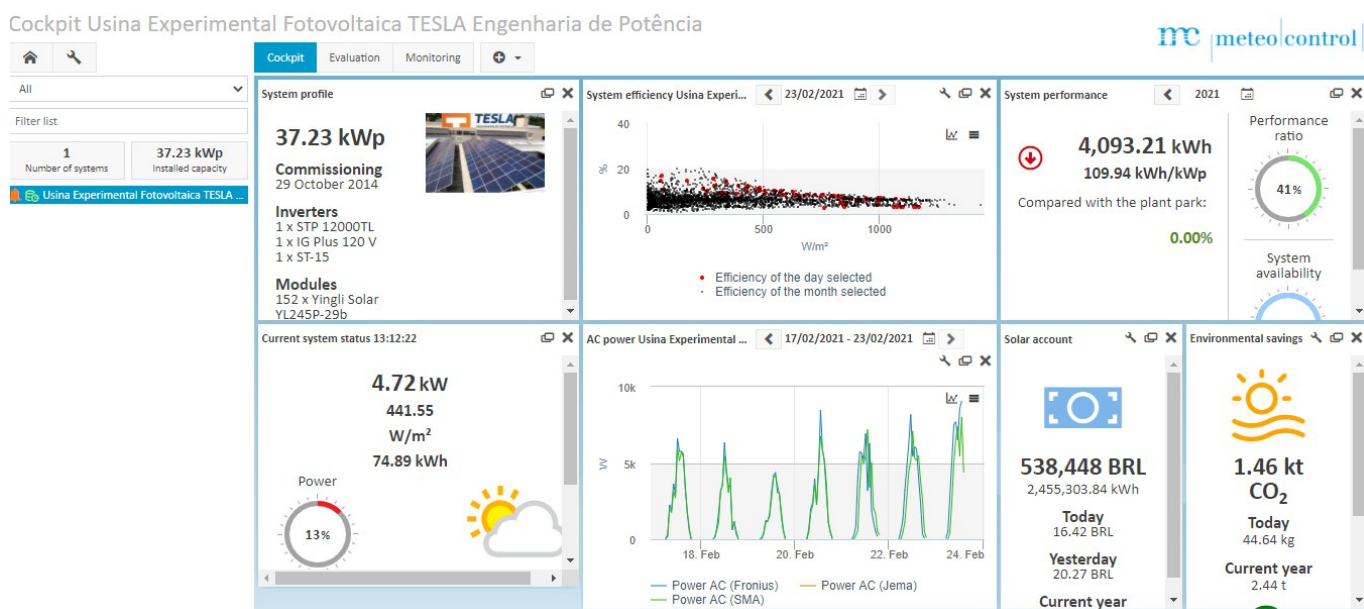 Cockpit Usina Experimental Fotovoltaica TESLA Engenharia de Potência
mc meteocontrol
Cockpit Evaluation Monitoring
All
Filter list
1
Number of systems
37.23 kWp
Installed capacity
Usina Experimental Fotovoltaica TESLA ...
System profile
37.23 kWp
TESLA
Commissioning
29 October 2014
Inverters
1 x STP 12000TL
1 x IG Plus 120 V
1 x ST-15
Modules
152 x Yingli Solar
YL245P-29b
System efficiency Usina Experi... 23/02/2021
40
20
0
%
0 500 1000
W/m²
Efficiency of the day selected
Efficiency of the month selected
System performance 2021
4,093.21 kWh
109.94 kWh/kWp
Compared with the plant park:
0.00%
Performance
ratio
41%
System
availability
Current system status 13:12:22
4.72 kW
441.55
W/m²
74.89 kWh
Power
13%
AC power Usina Experimental ... 17/02/2021 - 23/02/2021
10k
5k
0
W
18. Feb 20. Feb 22. Feb 24. Feb
Power AC (Fronius) Power AC (Jema)
Power AC (SMA)
Solar account
538,448 BRL
2,455,303.84 kWh
Today
16.42 BRL
Yesterday
20.27 BRL
Current year
Environmental savings
1.46 kt
CO₂
Today
44.64 kg
Current year
2.44 t